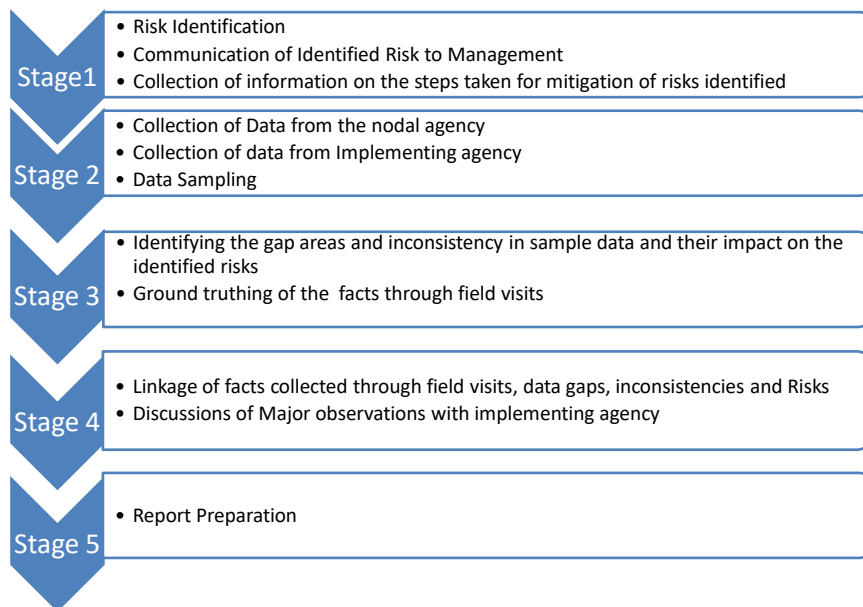 Stage1
• Risk Identification
• Communication of Identified Risk to Management
• Collection of information on the steps taken for mitigation of risks identified
Stage 2
• Collection of Data from the nodal agency
• Collection of data from Implementing agency
• Data Sampling
Stage 3
• Identifying the gap areas and inconsistency in sample data and their impact on the
identified risks
• Ground truthing of the facts through field visits
Stage 4
• Linkage of facts collected through field visits, data gaps, inconsistencies and Risks
• Discussions of Major observations with implementing agency
Stage 5
• Report Preparation